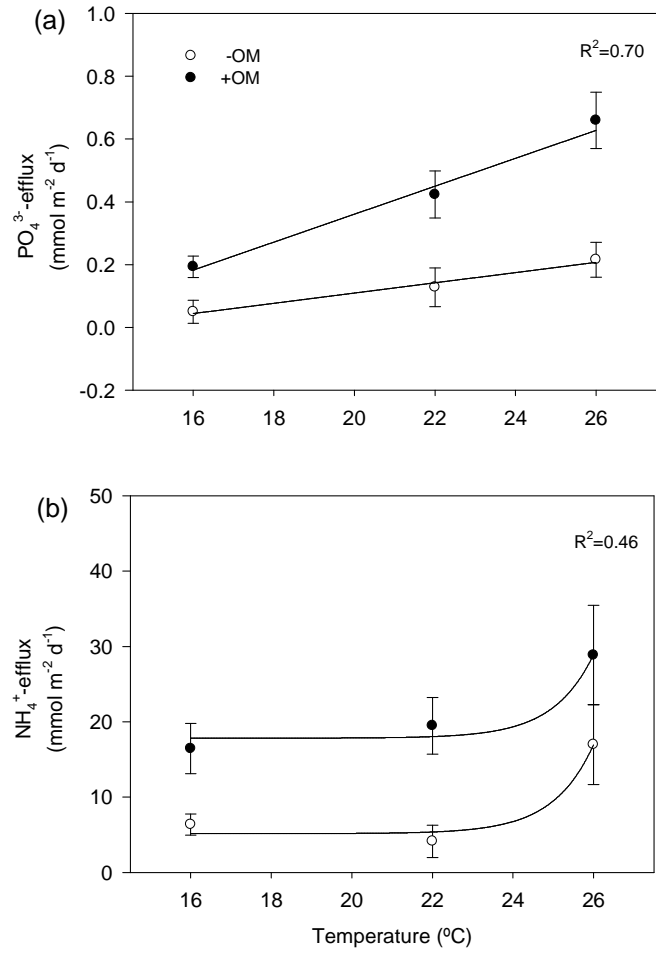 (a)
-OM
+OM
R²=0.70
1.0
0.8
0.6
0.4
0.2
0.0
-0.2
PO₄³⁻-efflux
(mmol m⁻² d⁻¹)
16 18 20 22 24 26
(b)
R²=0.46
50
40
30
20
10
0
NH₄⁺-efflux
(mmol m⁻² d⁻¹)
16 18 20 22 24 26
Temperature (ºC)